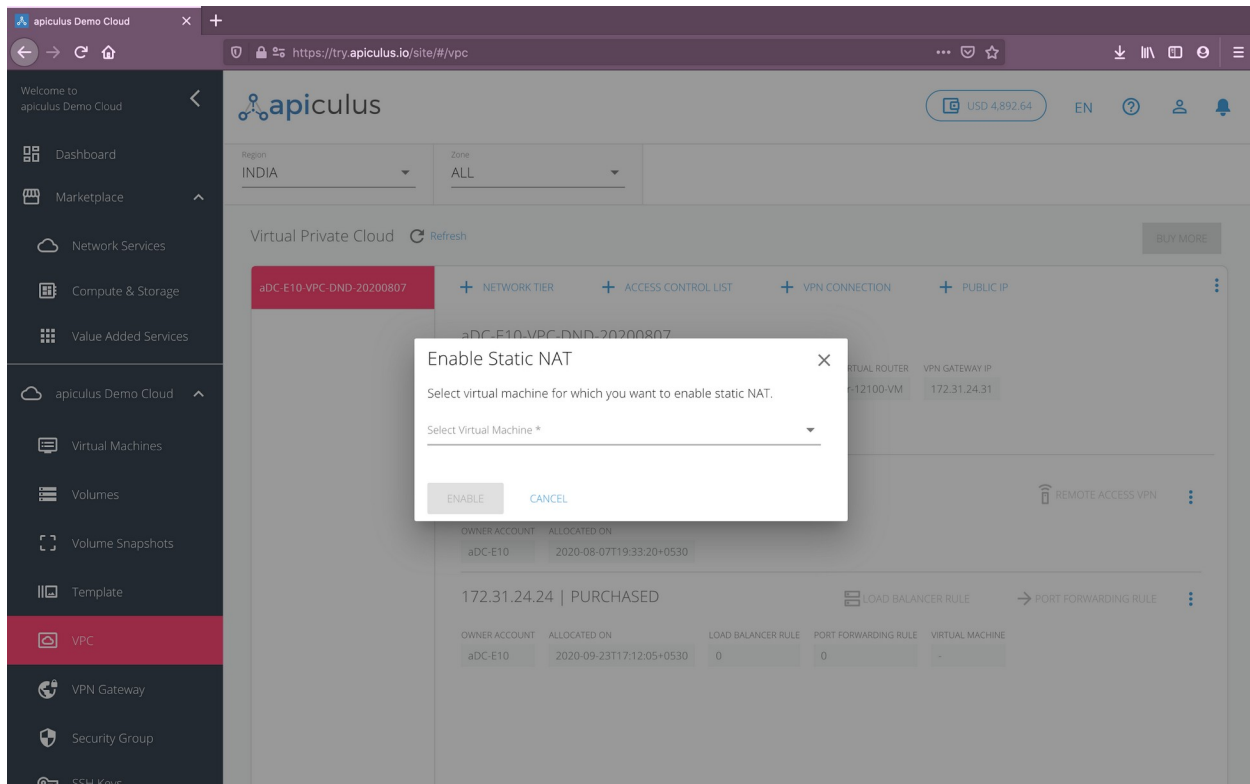 apiculus Demo Cloud
https://try.apiculus.io/site/#/vpc
Welcome to
apiculus Demo Cloud
apiculus
USD 4,892.64
EN
Dashboard
Marketplace
Network Services
Compute & Storage
Value Added Services
apiculus Demo Cloud
Virtual Machines
Volumes
Volume Snapshots
Template
VPC
VPN Gateway
Security Group
SSH Keys
Region
INDIA
Zone
ALL
Virtual Private Cloud
Refresh
BUY MORE
aDC-E10-VPC-DND-20200807
NETWORK TIER
ACCESS CONTROL LIST
VPN CONNECTION
PUBLIC IP
aDC-E10-VPC-DND-20200807
RTUAL ROUTER
VPN GATEWAY IP
-12100-VM
172.31.24.31
Enable Static NAT
Select virtual machine for which you want to enable static NAT.
Select Virtual Machine *
ENABLE
CANCEL
REMOTE ACCESS VPN
OWNER ACCOUNT
ALLOCATED ON
aDC-E10
2020-08-07T19:33:20+0530
172.31.24.24 | PURCHASED
LOAD BALANCER RULE
PORT FORWARDING RULE
OWNER ACCOUNT
ALLOCATED ON
LOAD BALANCER RULE
PORT FORWARDING RULE
VIRTUAL MACHINE
aDC-E10
2020-09-23T17:12:05+0530
0
0
-